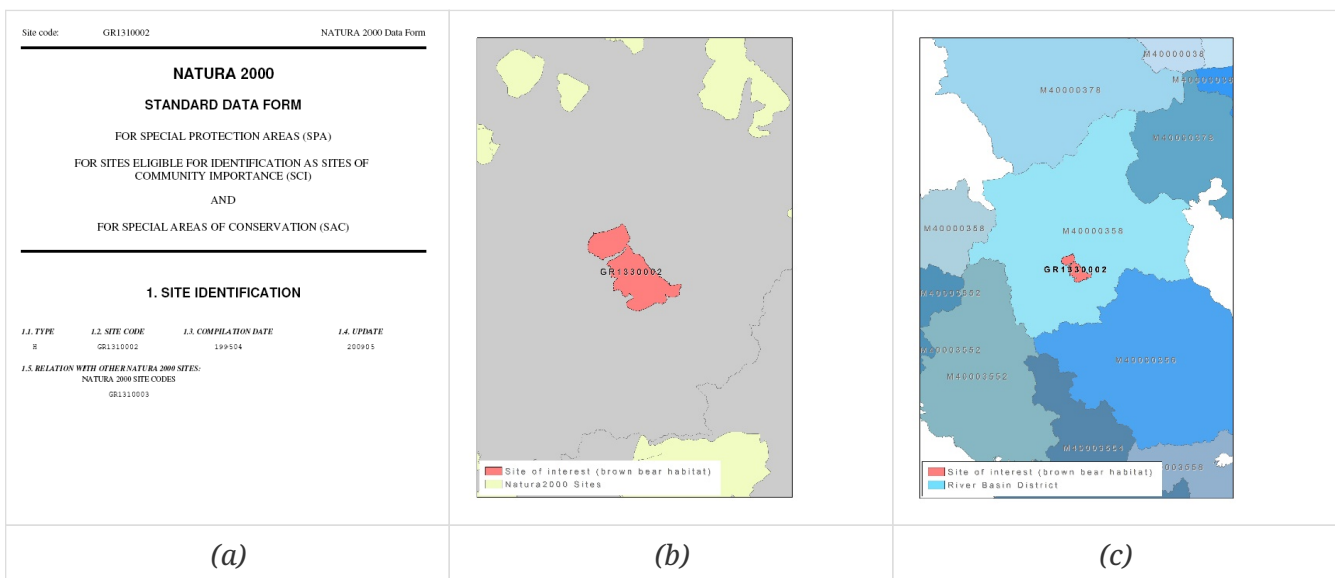 Site code: GR1310002 NATURA 2000 Data Form
NATURA 2000
STANDARD DATA FORM
FOR SPECIAL PROTECTION AREAS (SPA)
FOR SITES ELIGIBLE FOR IDENTIFICATION AS SITES OF
COMMUNITY IMPORTANCE (SCI)
AND
FOR SPECIAL AREAS OF CONSERVATION (SAC)
1. SITE IDENTIFICATION
1.1. TYPE 1.2. SITE CODE 1.3. COMPILATION DATE 1.4. UPDATE
H GR1310002 199504 200905
1.5. RELATION WITH OTHER NATURA 2000 SITES:
NATURA 2000 SITE CODES
GR1310003
(a)
GR1330002
Site of interest (brown bear habitat)
Natura2000 Sites
(b)
M40000378
M40000358
M40000358
GR1330002
M40003552
M40003552
Site of interest (brown bear habitat)
River Basin District
(c)